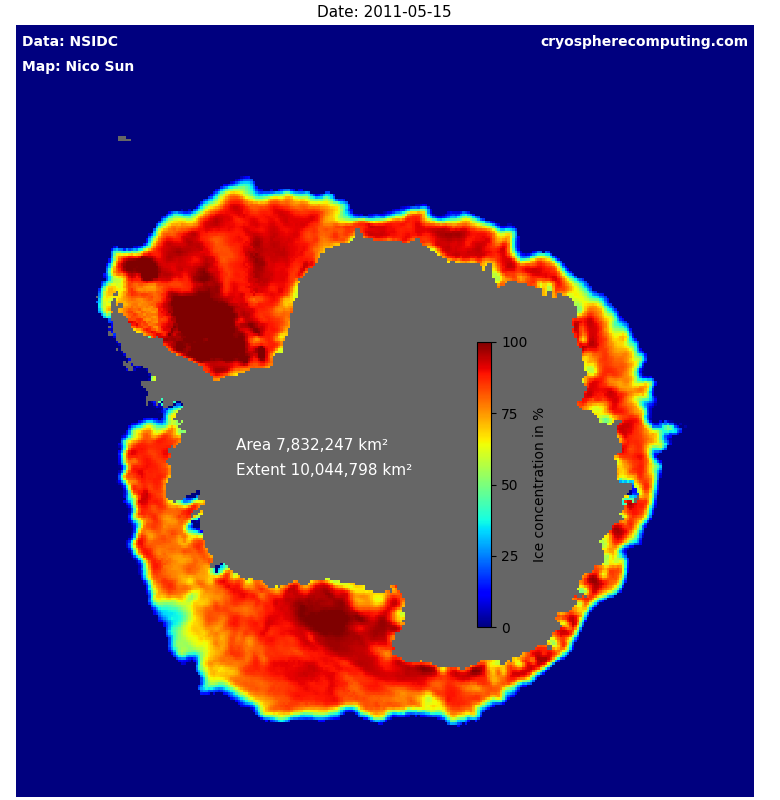 Date: 2011-05-15
Data: NSIDC
cryospherecomputing.com
Map: Nico Sun
100
75
50
25
0
Ice concentration in %
Area 7,832,247 km²
Extent 10,044,798 km²